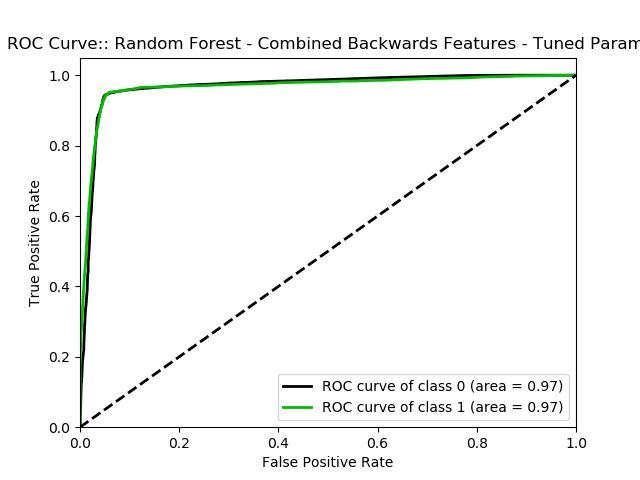 ROC Curve:: Random Forest - Combined Backwards Features - Tuned Param
1.0
0.8
0.6
0.4
0.2
0.0
True Positive Rate
ROC curve of class 0 (area = 0.97)
ROC curve of class 1 (area = 0.97)
0.0 0.2 0.4 0.6 0.8 1.0
False Positive Rate